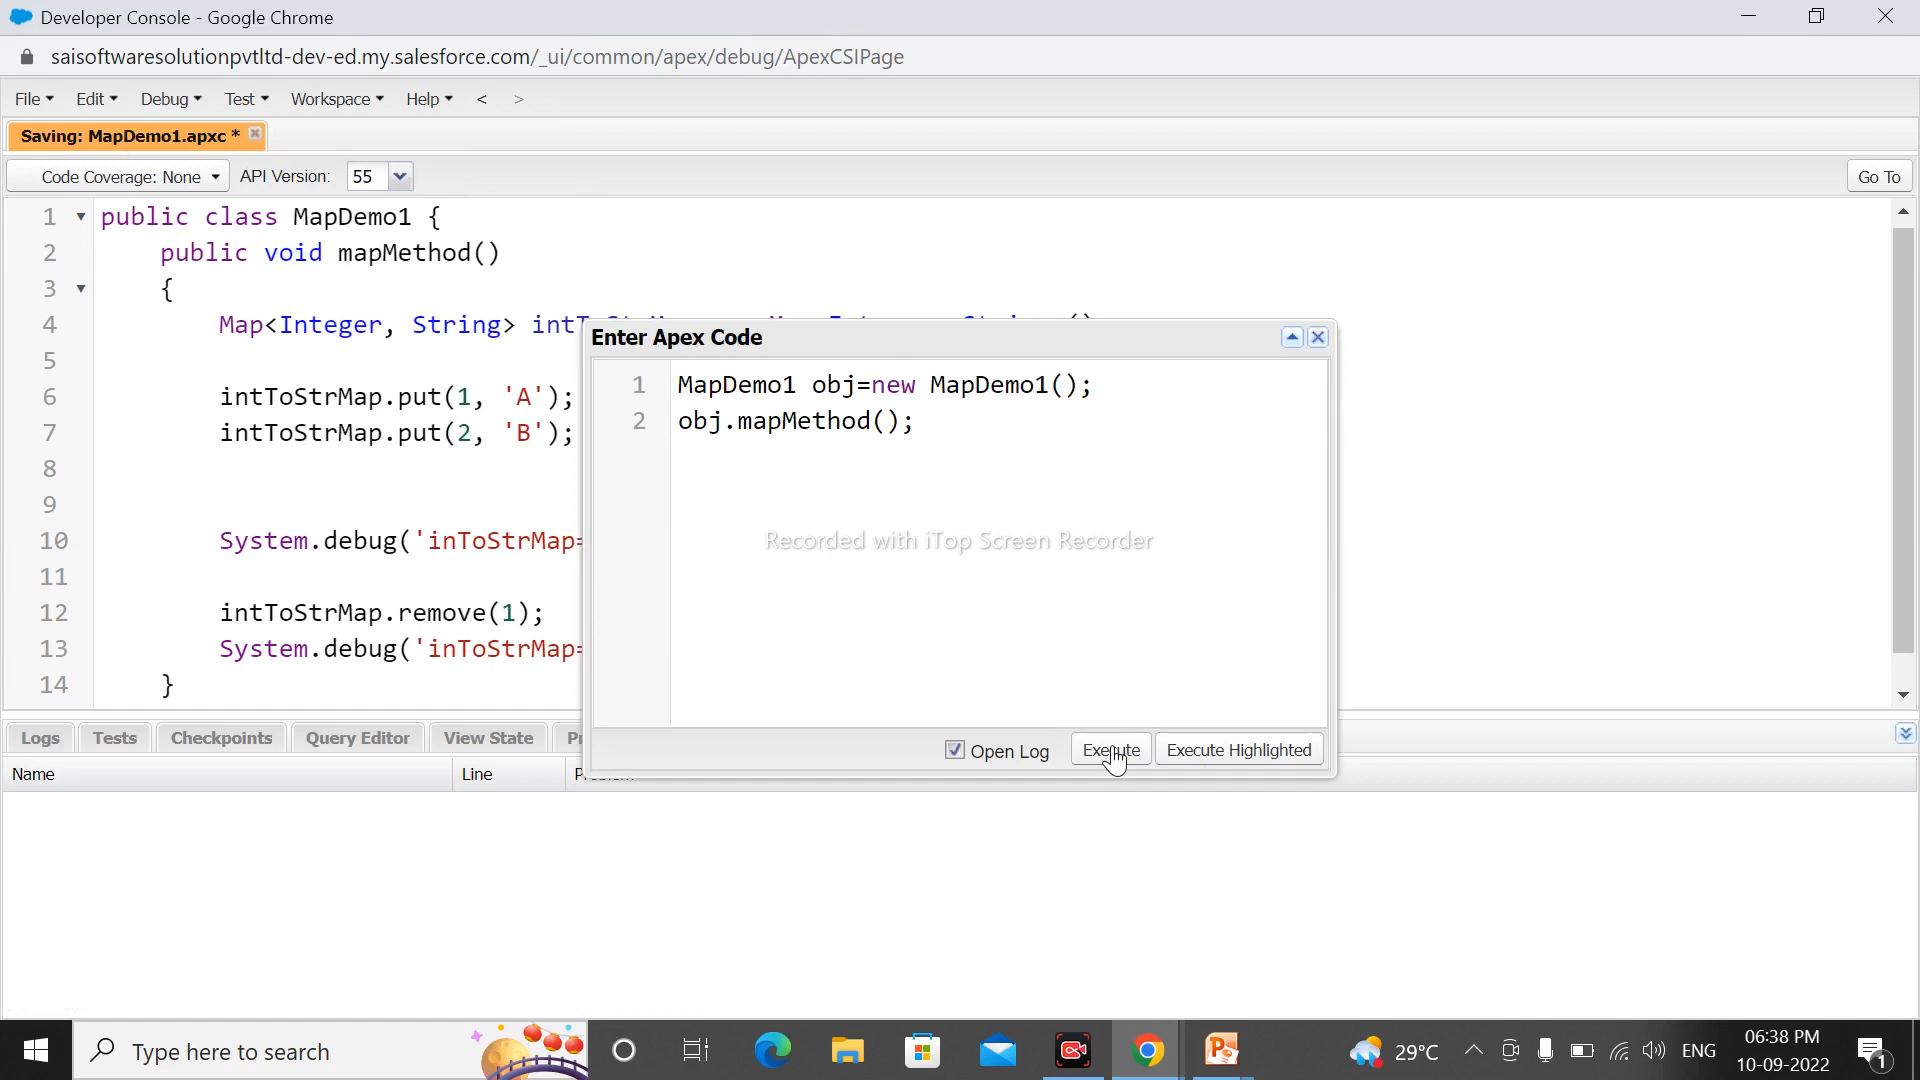 Developer Console - Google Chrome
saisoftwaresolutionpvtltd-dev-ed.my.salesforce.com/_ui/common/apex/debug/ApexCSIPage
File Edit Debug Test Workspace Help < >
Saving: MapDemo1.apxc *
Code Coverage: None API Version: 55 Go To
1 public class MapDemo1 {
2 public void mapMethod()
3 {
4 Map<Integer, String>
5
6 intToStrMap.put(1, 'A');
7 intToStrMap.put(2, 'B');
8
9
10 System.debug('inToStrMap=
11
12 intToStrMap.remove(1);
13 System.debug('inToStrMap=
14 }
Enter Apex Code
1 MapDemo1 obj=new MapDemo1();
2 obj.mapMethod();
Recorded with iTop Screen Recorder
Open Log Execute Execute Highlighted
Logs Tests Checkpoints Query Editor View State
Name Line
Type here to search
29°C ENG
06:38 PM
10-09-2022
1